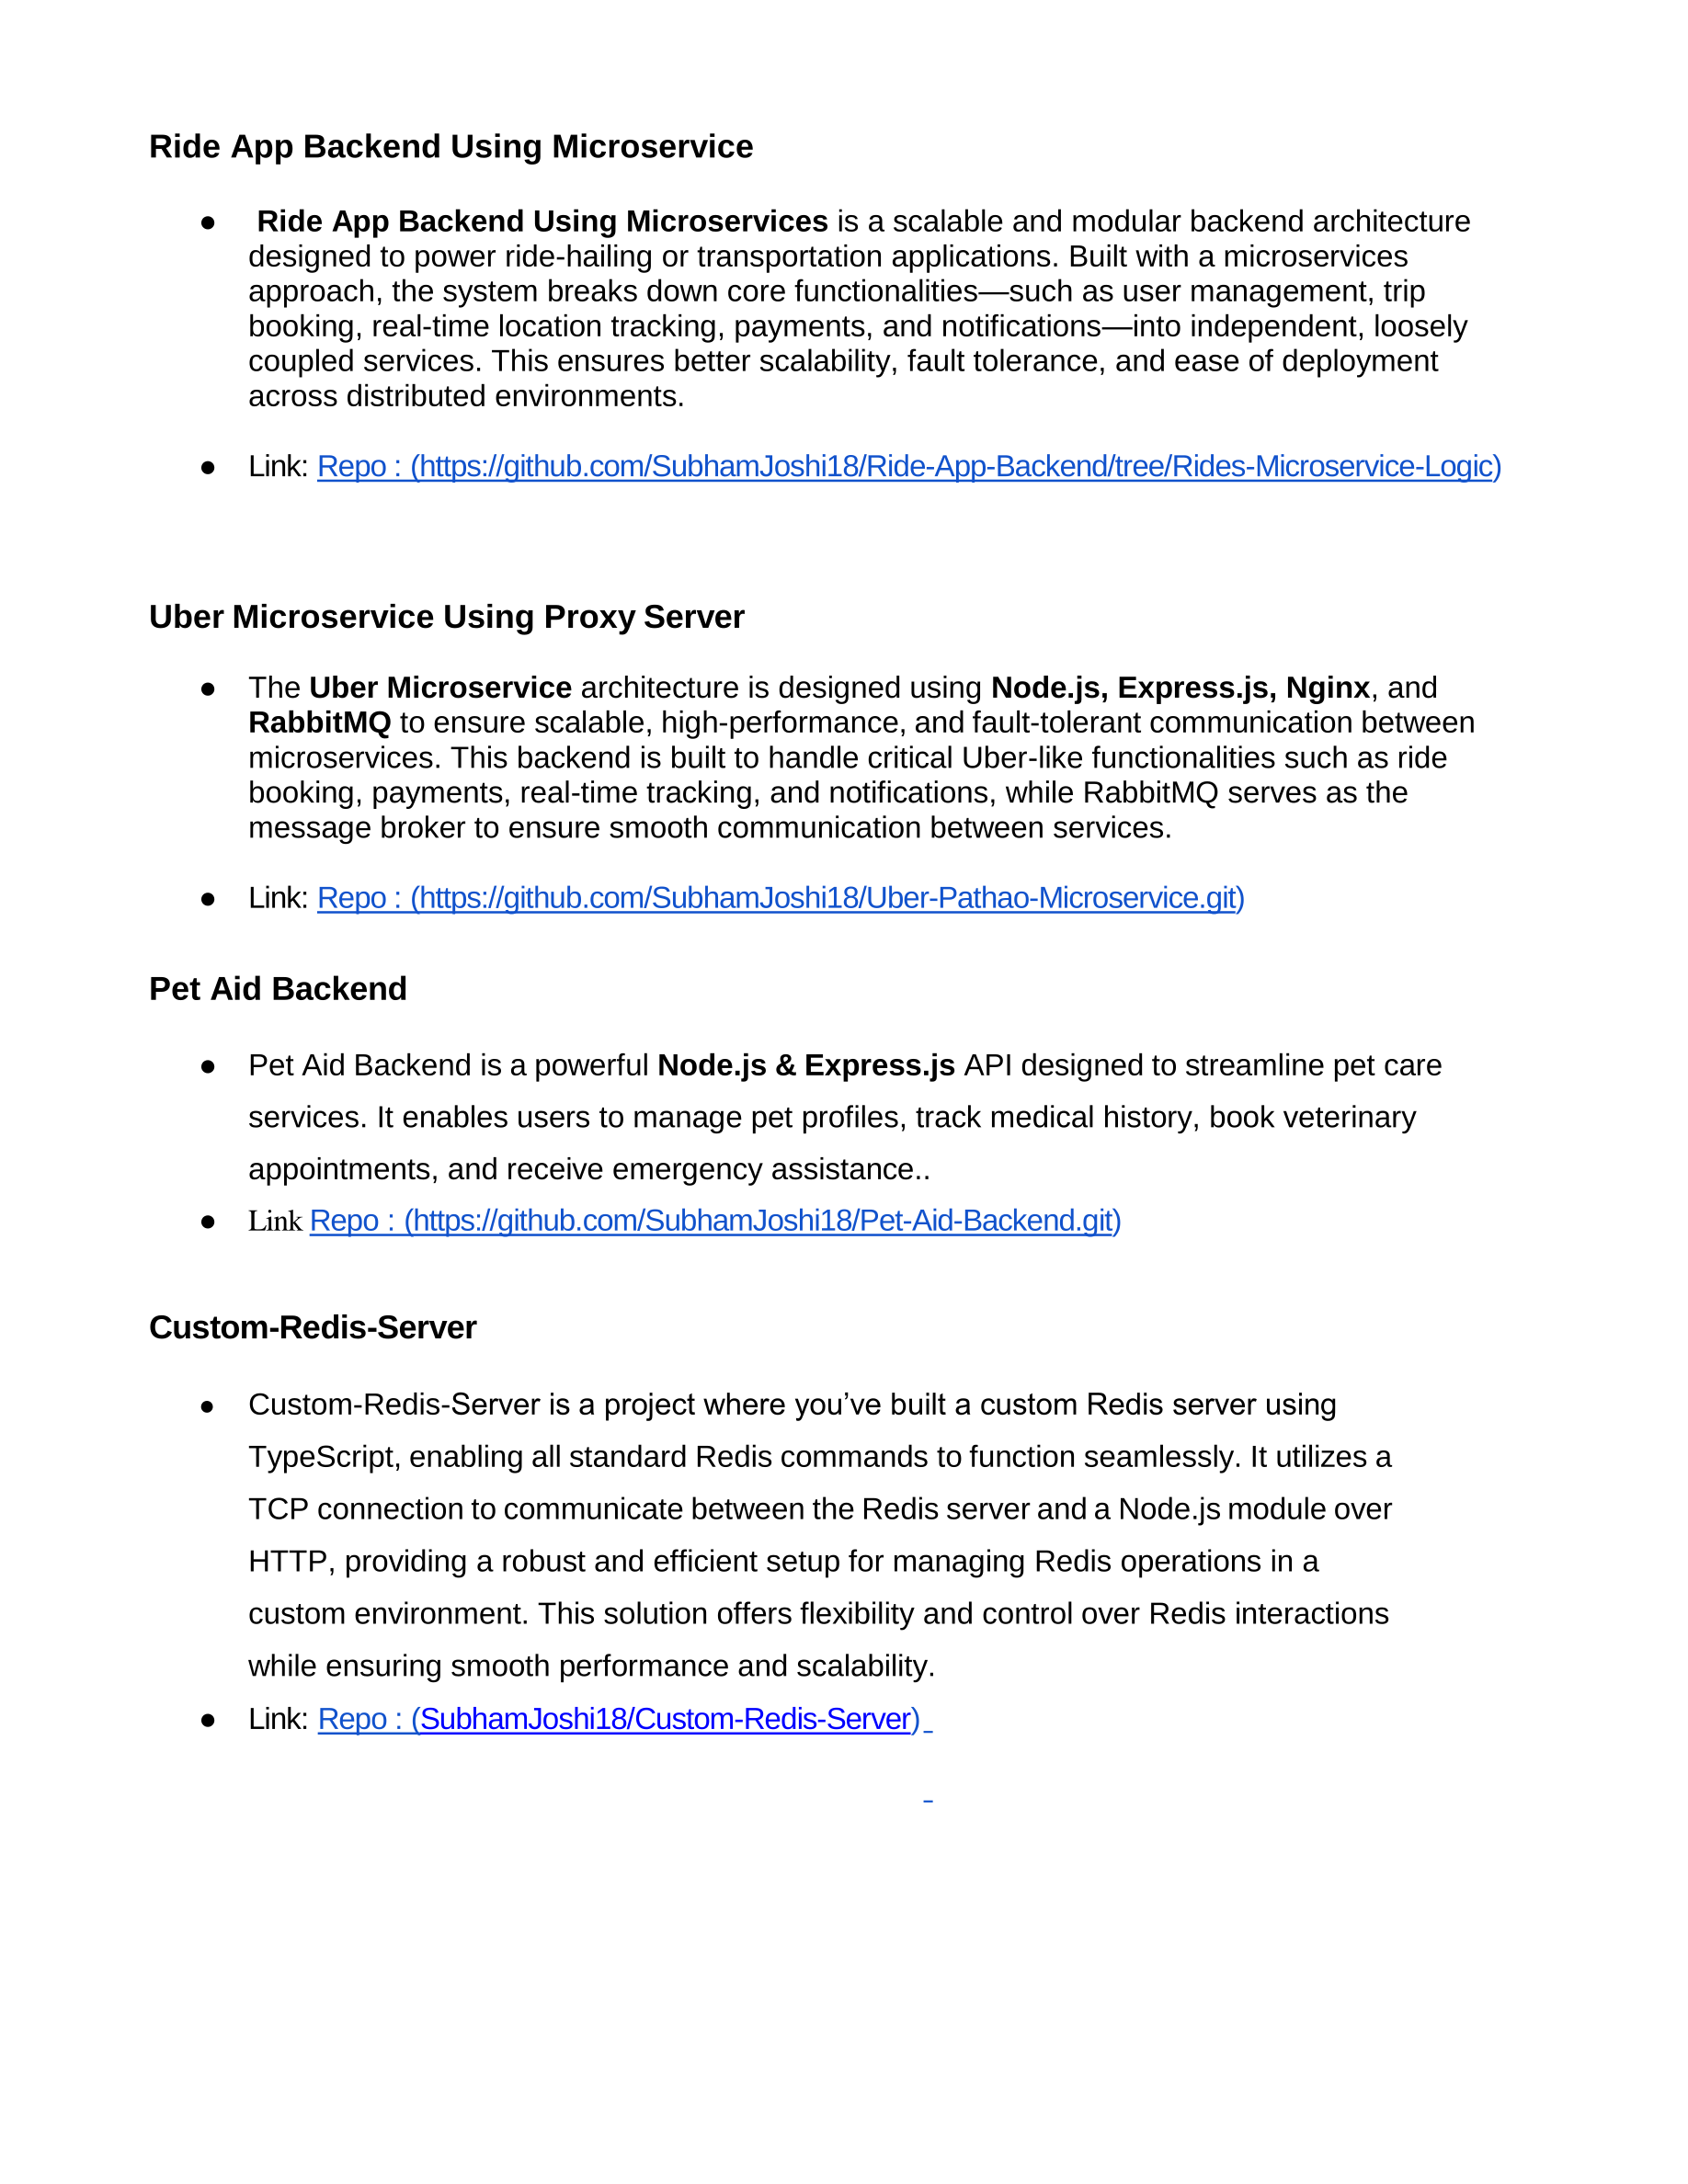 Ride App Backend Using Microservice
● Ride App Backend Using Microservices is a scalable and modular backend architecture
designed to power ride-hailing or transportation applications. Built with a microservices
approach, the system breaks down core functionalities—such as user management, trip
booking, real-time location tracking, payments, and notifications—into independent, loosely
coupled services. This ensures better scalability, fault tolerance, and ease of deployment
across distributed environments.
● Link: Repo : (https://github.com/SubhamJoshi18/Ride-App-Backend/tree/Rides-Microservice-Logic)
Uber Microservice Using Proxy Server
● The Uber Microservice architecture is designed using Node.js, Express.js, Nginx, and
RabbitMQ to ensure scalable, high-performance, and fault-tolerant communication between
microservices. This backend is built to handle critical Uber-like functionalities such as ride
booking, payments, real-time tracking, and notifications, while RabbitMQ serves as the
message broker to ensure smooth communication between services.
● Link: Repo : (https://github.com/SubhamJoshi18/Uber-Pathao-Microservice.git)
Pet Aid Backend
● Pet Aid Backend is a powerful Node.js & Express.js API designed to streamline pet care
services. It enables users to manage pet profiles, track medical history, book veterinary
appointments, and receive emergency assistance..
● Link Repo : (https://github.com/SubhamJoshi18/Pet-Aid-Backend.git)
Custom-Redis-Server
● Custom-Redis-Server is a project where you’ve built a custom Redis server using
TypeScript, enabling all standard Redis commands to function seamlessly. It utilizes a
TCP connection to communicate between the Redis server and a Node.js module over
HTTP, providing a robust and efficient setup for managing Redis operations in a
custom environment. This solution offers flexibility and control over Redis interactions
while ensuring smooth performance and scalability.
● Link: Repo : (SubhamJoshi18/Custom-Redis-Server)